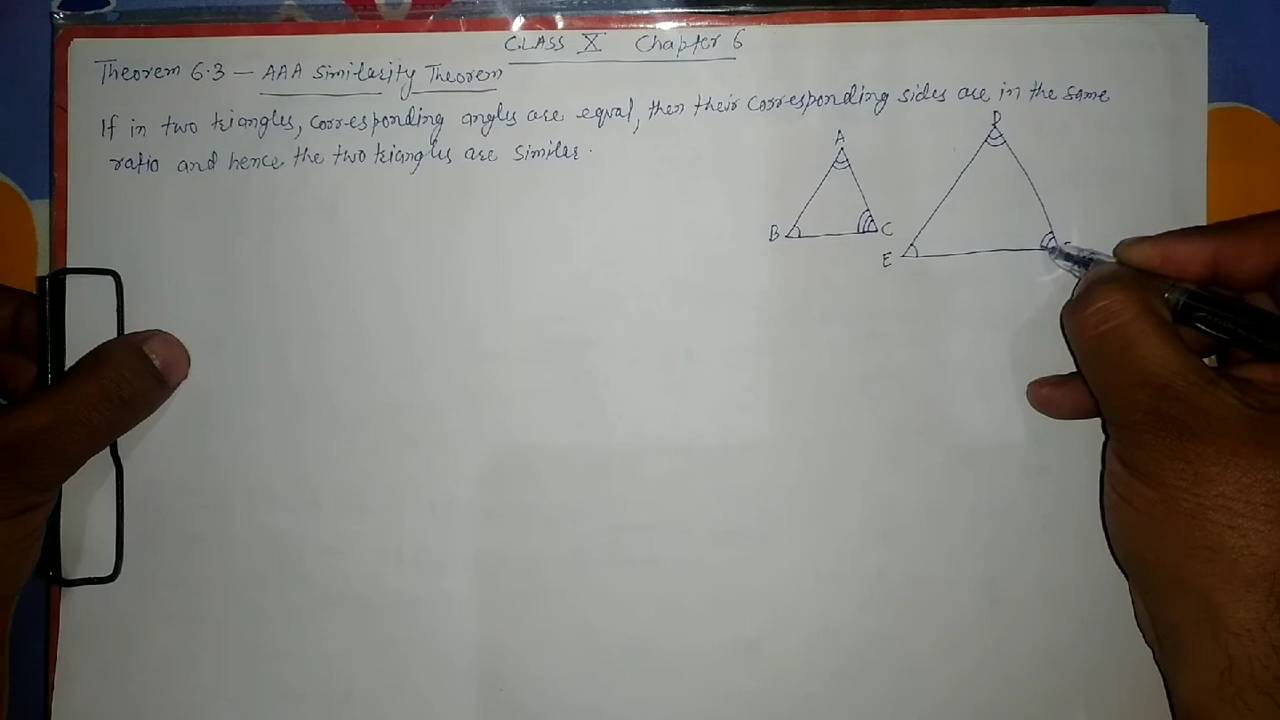 CLASS X Chapter 6
Theorem 6.3 — AAA Similarity Theorem
If in two triangles, corresponding angles are equal, then their corresponding sides are in the same
ratio and hence the two triangles are similar.
A
D
B
C
E